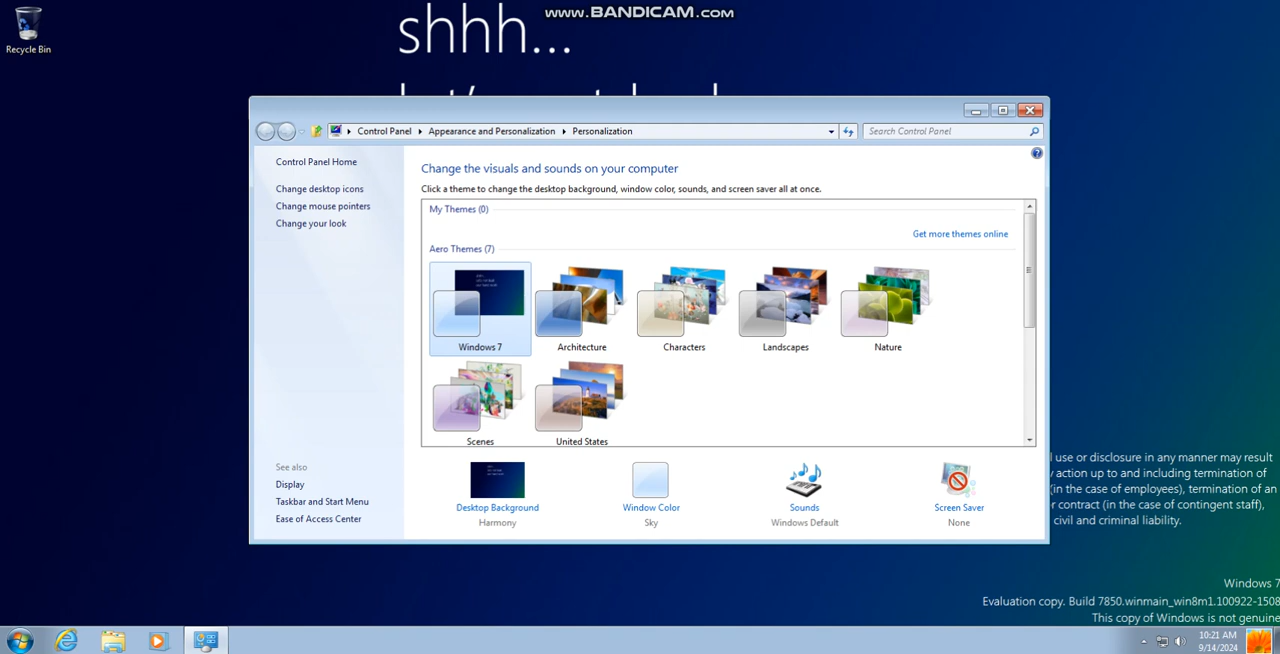 www.BANDICAM.com
shhh...
Recycle Bin
Control Panel
Appearance and Personalization
Personalization
Search Control Panel
Control Panel Home
Change desktop icons
Change mouse pointers
Change your look
Change the visuals and sounds on your computer
Click a theme to change the desktop background, window color, sounds, and screen saver all at once.
My Themes (0)
Get more themes online
Aero Themes (7)
Windows 7
Architecture
Characters
Landscapes
Nature
Scenes
United States
See also
Display
Taskbar and Start Menu
Ease of Access Center
Desktop Background
Harmony
Window Color
Sky
Sounds
Windows Default
Screen Saver
None
use or disclosure in any manner may result
action up to and including termination of
(in the case of employees), termination of an
contract (in the case of contingent staff),
civil and criminal liability.
Windows 7
Evaluation copy. Build 7850.winmain_win8m1.100922-1508
This copy of Windows is not genuine
10:21 AM
9/14/2024